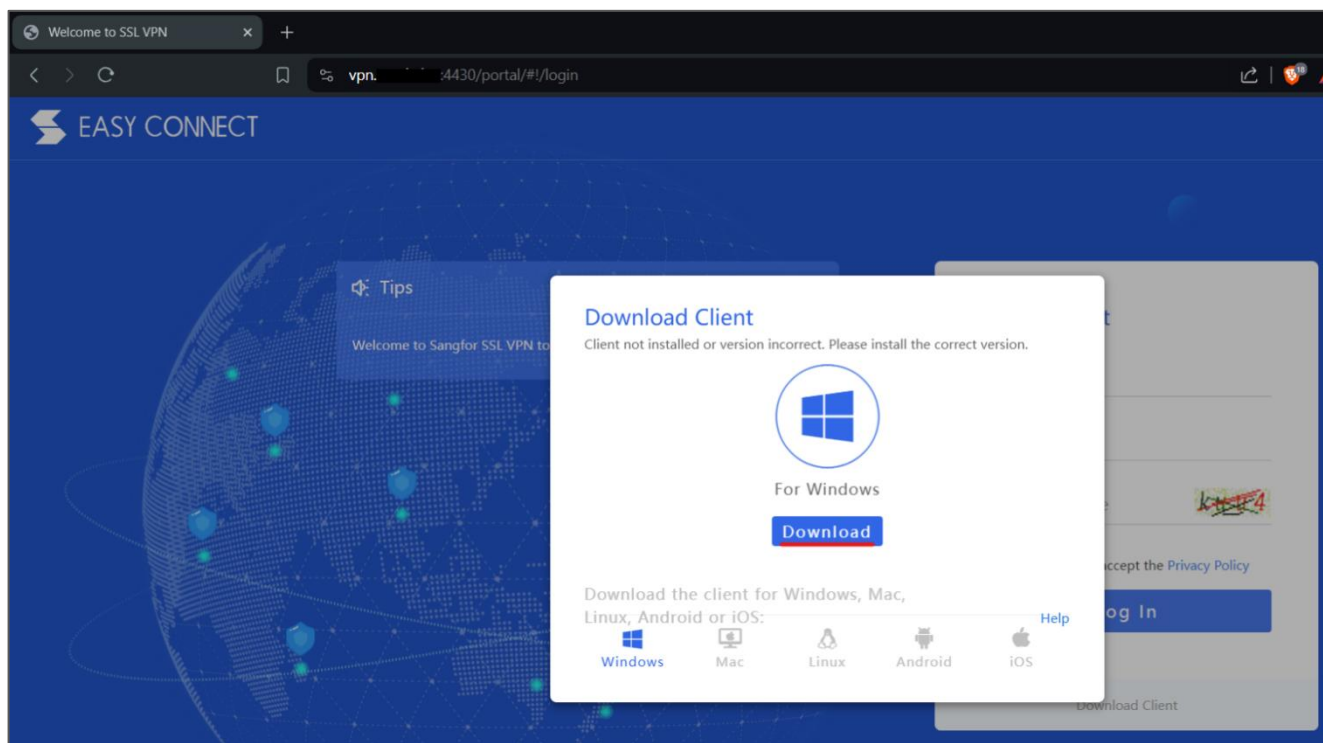 Welcome to SSL VPN
vpn. :4430/portal/#!/login
18
EASY CONNECT
Tips
Welcome to Sangfor SSL VPN to
Download Client
Client not installed or version incorrect. Please install the correct version.
For Windows
Download
Download the client for Windows, Mac,
Linux, Android or iOS:
Help
Windows Mac Linux Android iOS
t
accept the Privacy Policy
og In
Download Client